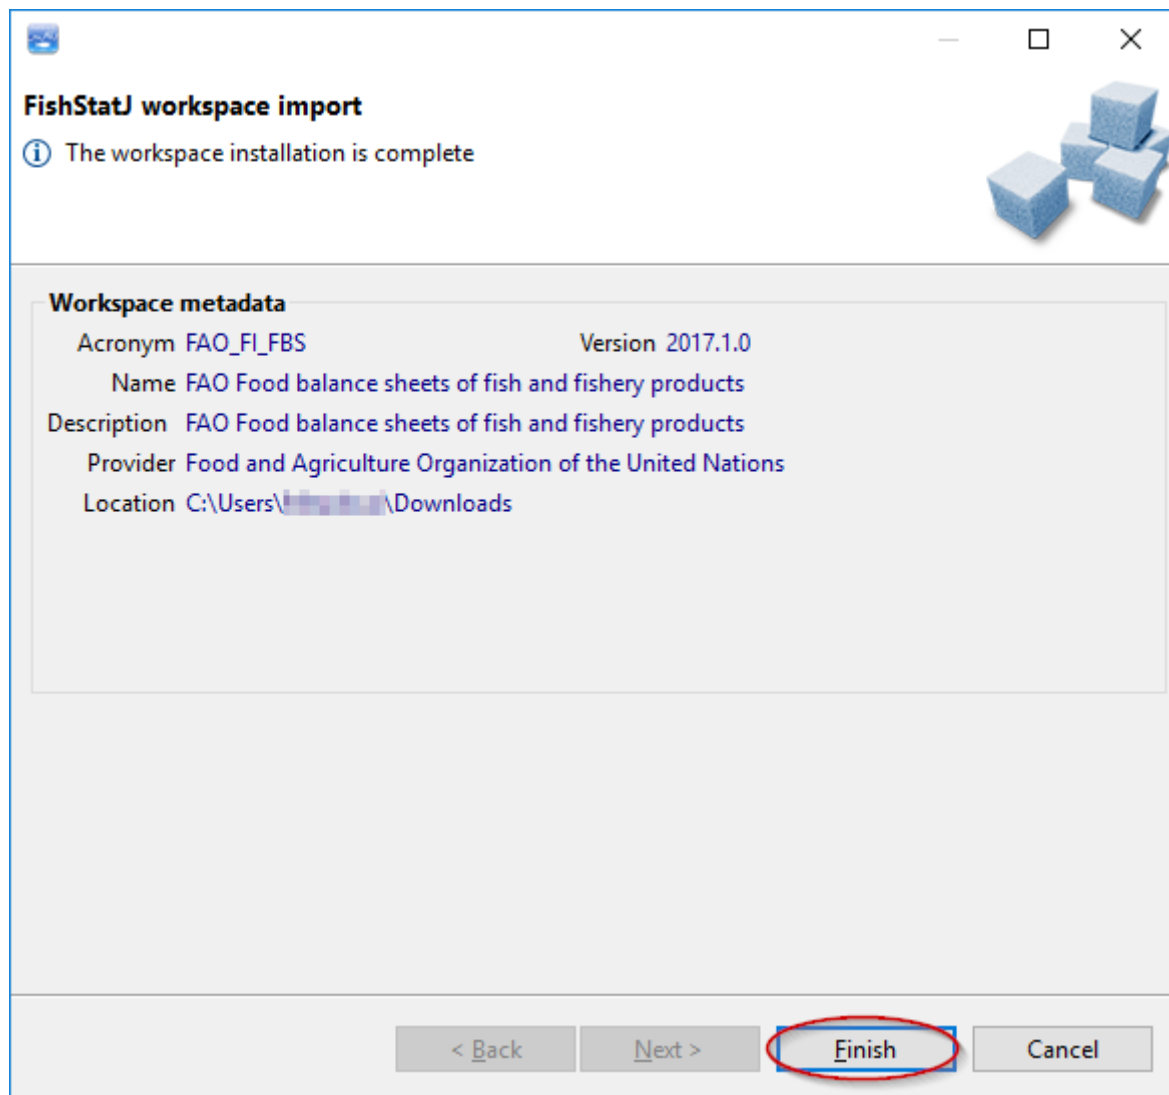 FishStatJ workspace import
The workspace installation is complete
Workspace metadata
Acronym FAO_FI_FBS Version 2017.1.0
Name FAO Food balance sheets of fish and fishery products
Description FAO Food balance sheets of fish and fishery products
Provider Food and Agriculture Organization of the United Nations
Location C:\Users\ \Downloads
< Back Next > Finish Cancel